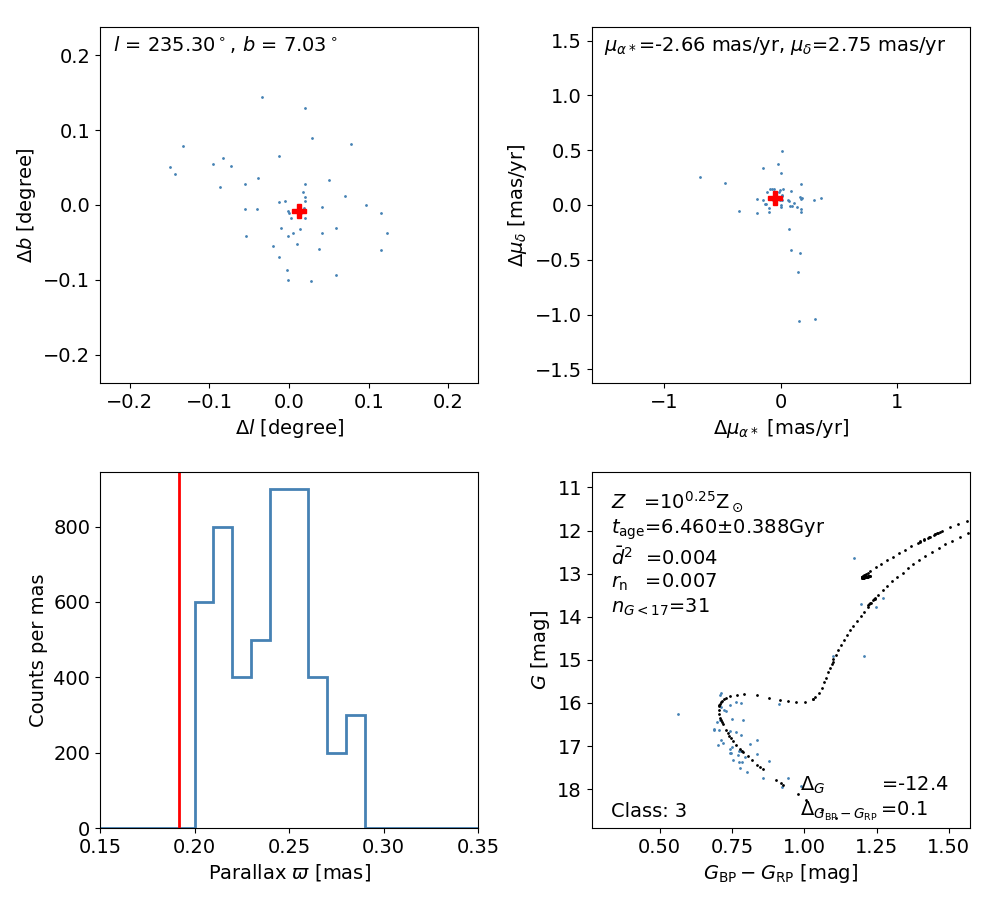 l = 235.30°, b = 7.03°
0.2
0.1
0.0
−0.1
−0.2
Δb [degree]
−0.2 −0.1 0.0 0.1 0.2
Δl [degree]
μα*=-2.66 mas/yr, μδ=2.75 mas/yr
1.5
1.0
0.5
0.0
−0.5
−1.0
−1.5
Δμδ [mas/yr]
−1 0 1
Δμα* [mas/yr]
800
600
400
200
0
Counts per mas
0.15 0.20 0.25 0.30 0.35
Parallax ϖ [mas]
Z =10^0.25 Z⊙
tage=6.460±0.388Gyr
d̄² =0.004
rn =0.007
nG<17=31
11
12
13
14
15
16
17
18
G [mag]
ΔG =-12.4
ΔGBP−GRP =0.1
Class: 3
0.50 0.75 1.00 1.25 1.50
GBP − GRP [mag]